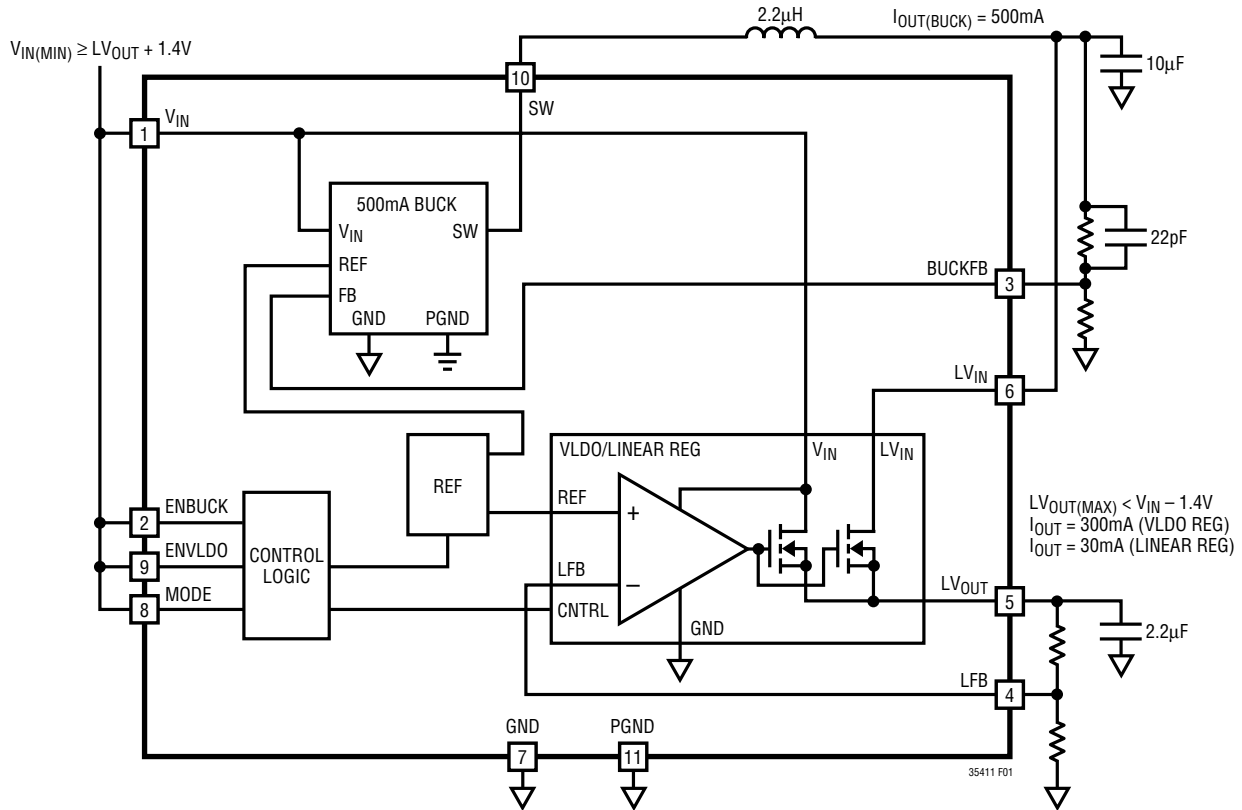 2.2µH
I_OUT(BUCK) = 500mA
V_IN(MIN) ≥ LV_OUT + 1.4V
10µF
10
SW
1
V_IN
500mA BUCK
V_IN
SW
REF
FB
GND
PGND
22pF
BUCKFB
3
LV_IN
6
VLDO/LINEAR REG
V_IN
LV_IN
REF
REF
+
LFB
–
CNTRL
GND
2
ENBUCK
9
ENVLDO
8
MODE
CONTROL
LOGIC
LV_OUT(MAX) < V_IN – 1.4V
I_OUT = 300mA (VLDO REG)
I_OUT = 30mA (LINEAR REG)
LV_OUT
5
2.2µF
LFB
4
GND
7
PGND
11
35411 F01